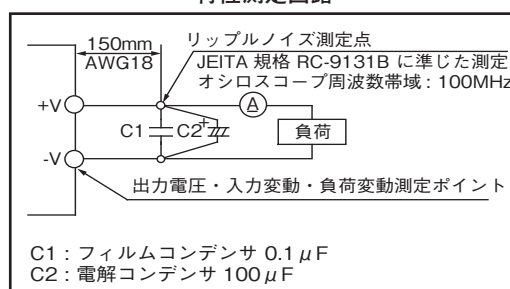 150mm
AWG18
リップルノイズ測定点
JEITA 規格 RC-9131B に準じた測定
オシロスコープ周波数帯域 : 100MHz
+V
A
C1
C2
+
負荷
-V
出力電圧・入力変動・負荷変動測定ポイント
C1 : フィルムコンデンサ 0.1μF
C2 : 電解コンデンサ 100μF